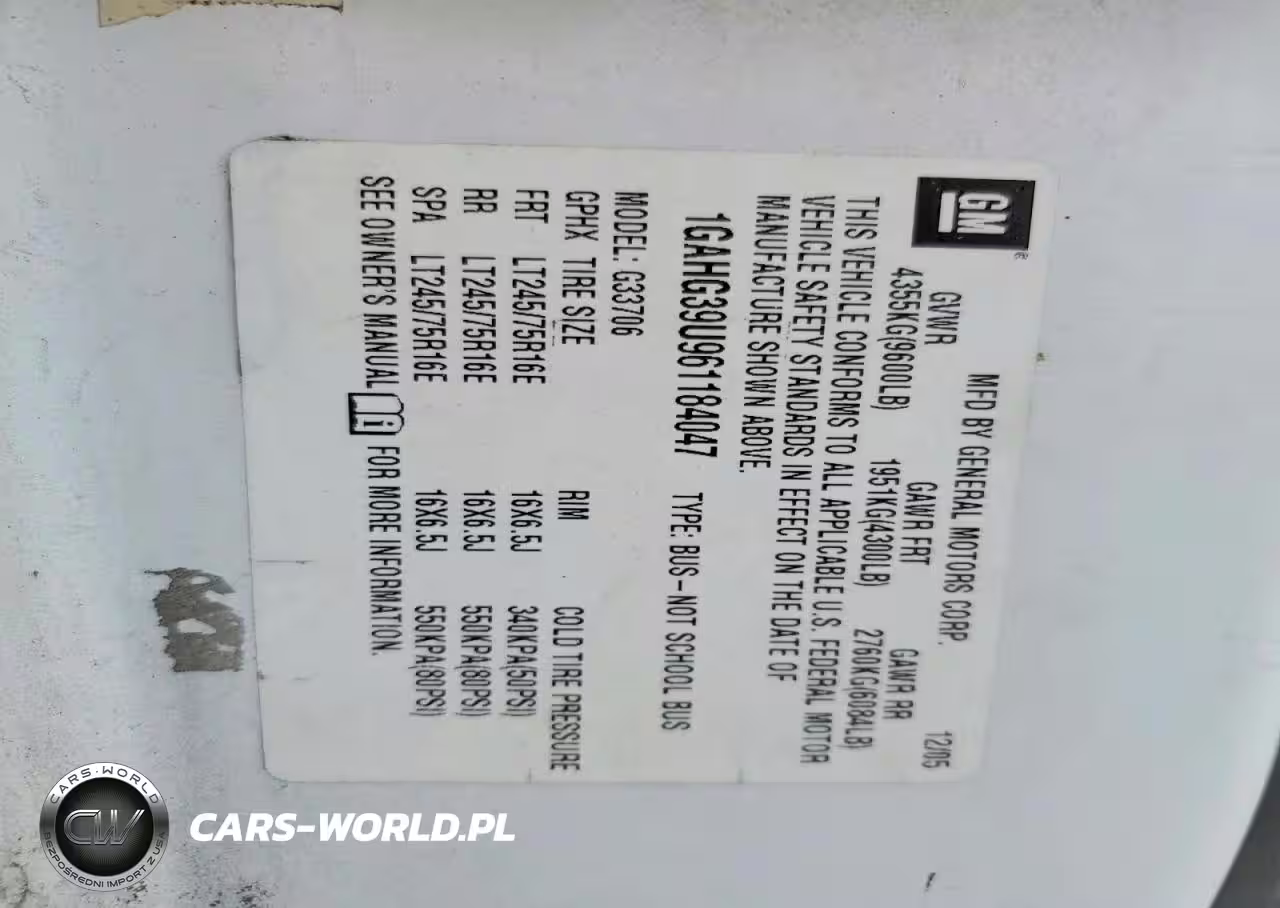 GM®
MFD BY GENERAL MOTORS CORP.
12/05
GVWR GAWR FRT GAWR RR
4355KG(9600LB) 1951KG(4300LB) 2760KG(6084LB)
THIS VEHICLE CONFORMS TO ALL APPLICABLE U.S. FEDERAL MOTOR
VEHICLE SAFETY STANDARDS IN EFFECT ON THE DATE OF
MANUFACTURE SHOWN ABOVE.
1GAHG39U961184047 TYPE: BUS-NOT SCHOOL BUS
MODEL: G33706
GPHX TIRE SIZE RIM COLD TIRE PRESSURE
FRT LT245/75R16E 16X6.5J 340KPA(50PSI)
RR LT245/75R16E 16X6.5J 550KPA(80PSI)
SPA LT245/75R16E 16X6.5J 550KPA(80PSI)
SEE OWNER'S MANUAL i FOR MORE INFORMATION.
CARS-WORLD
CW
BEZPOŚREDNI IMPORT Z USA
CARS-WORLD.PL